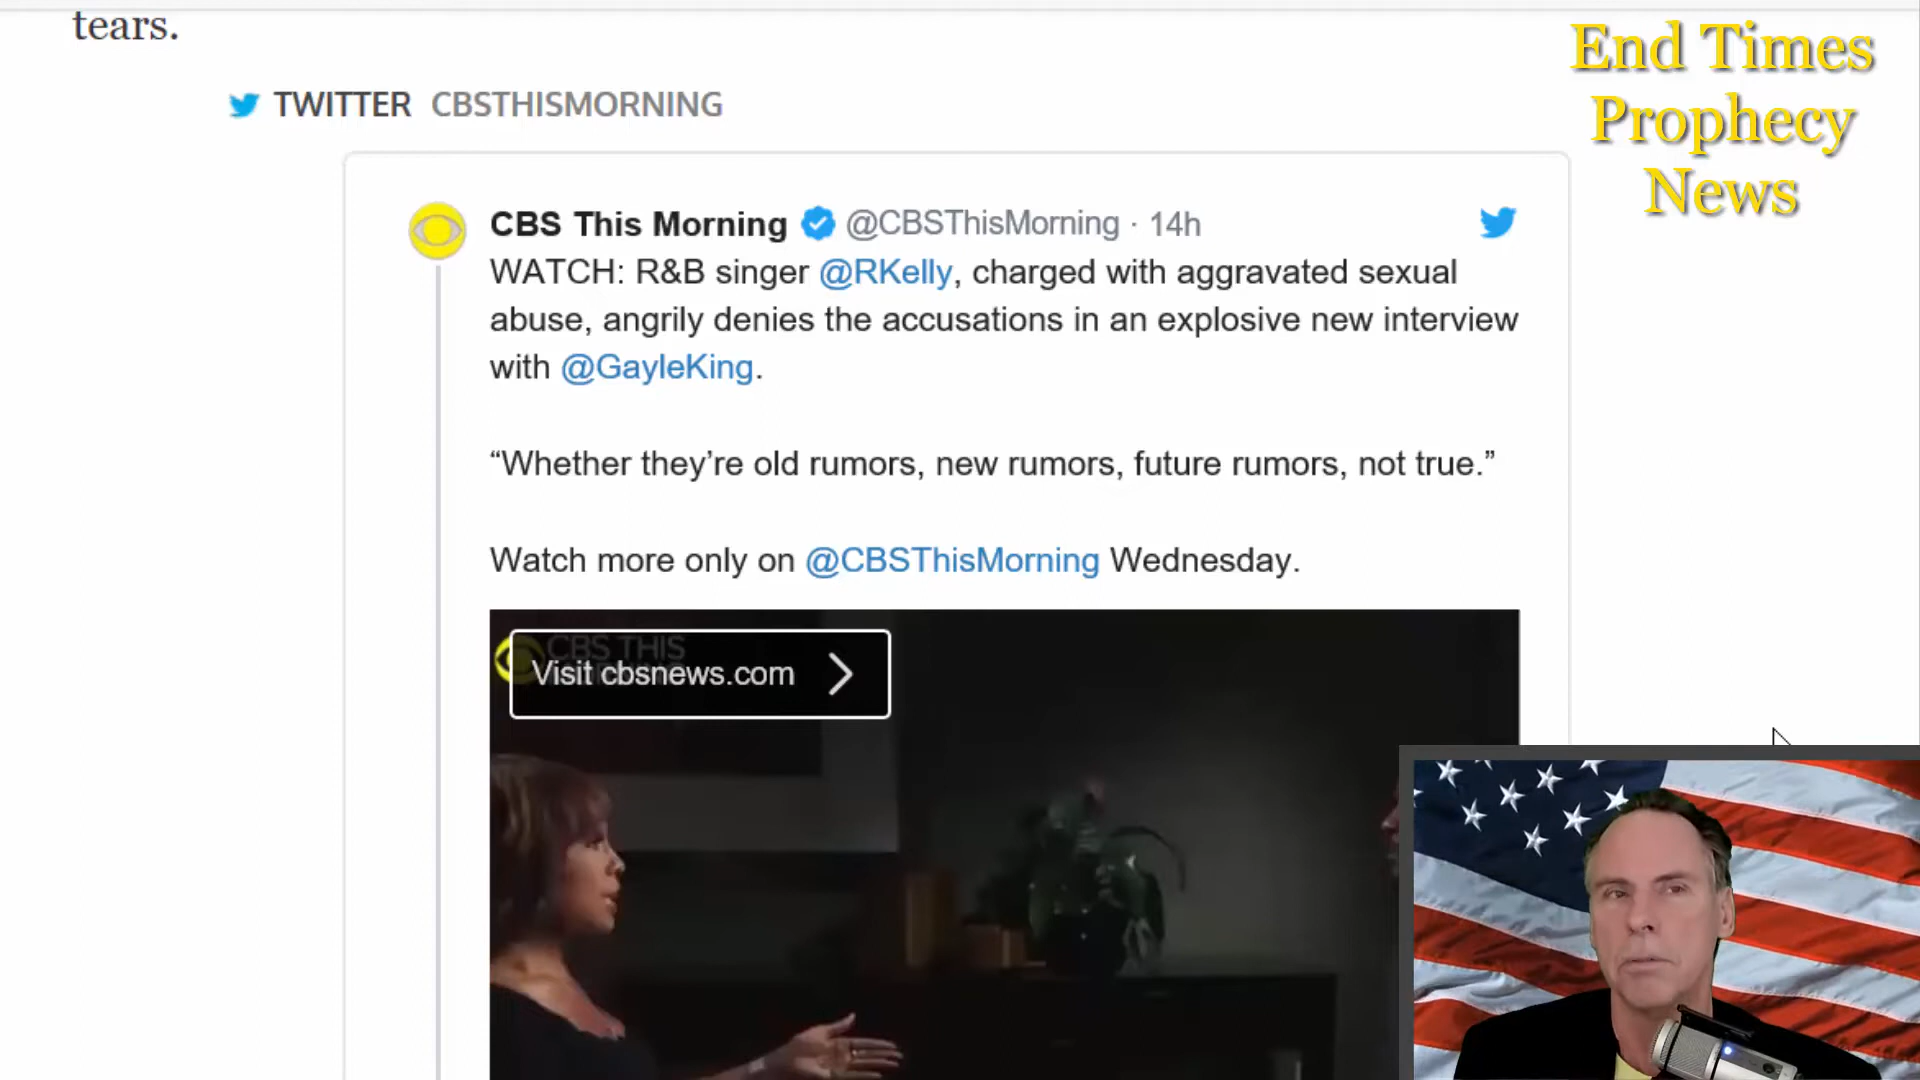 tears.
End Times
Prophecy
News
TWITTER CBSTHISMORNING
CBS This Morning @CBSThisMorning · 14h
WATCH: R&B singer @RKelly, charged with aggravated sexual
abuse, angrily denies the accusations in an explosive new interview
with @GayleKing.
“Whether they’re old rumors, new rumors, future rumors, not true.”
Watch more only on @CBSThisMorning Wednesday.
CBS THIS
Visit cbsnews.com